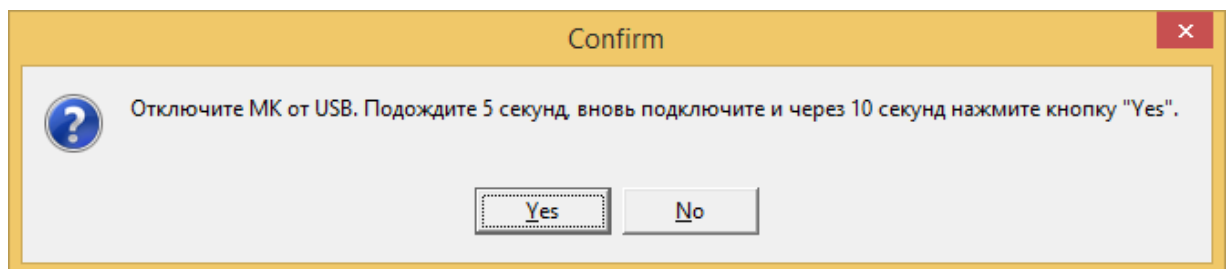 Confirm
Отключите МК от USB. Подождите 5 секунд, вновь подключите и через 10 секунд нажмите кнопку "Yes".
Yes
No